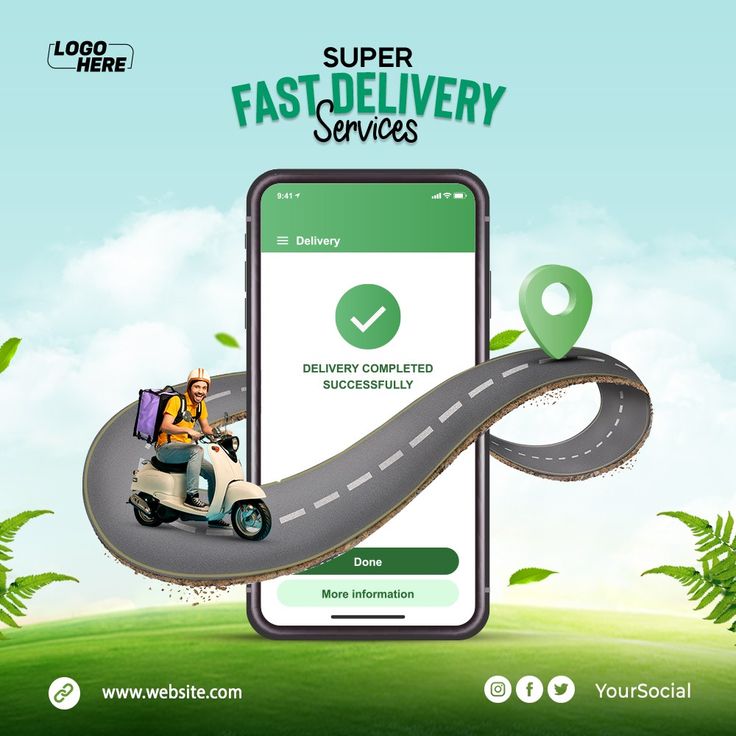 LOGO
HERE
SUPER
FAST DELIVERY
Services
9:41
Delivery
DELIVERY COMPLETED
SUCCESSFULLY
Done
More information
www.website.com
YourSocial